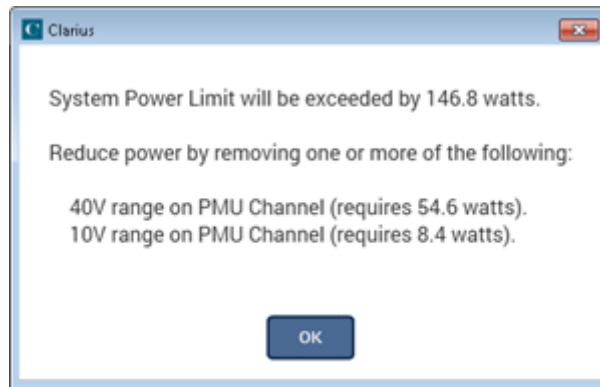 Clarius
System Power Limit will be exceeded by 146.8 watts.
Reduce power by removing one or more of the following:
40V range on PMU Channel (requires 54.6 watts).
10V range on PMU Channel (requires 8.4 watts).
OK